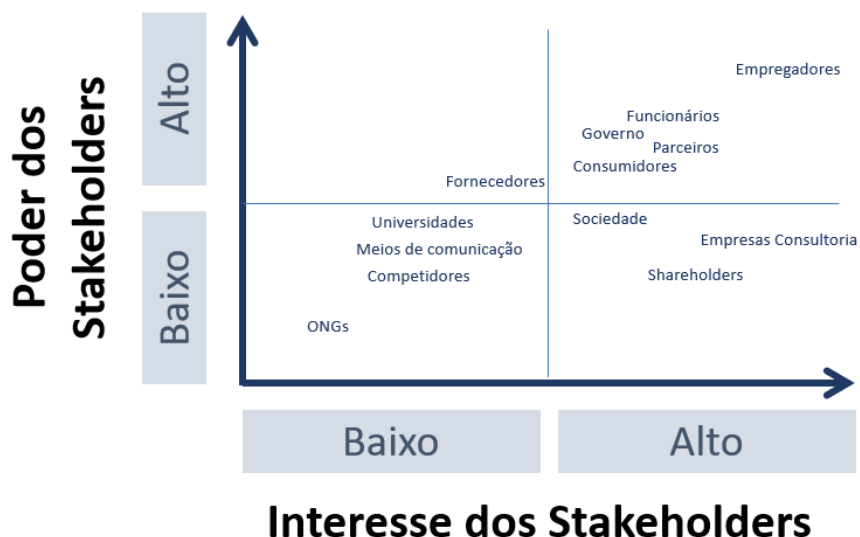 Poder dos
Stakeholders
Alto
Baixo
Empregadores
Funcionários
Governo
Parceiros
Consumidores
Fornecedores
Universidades
Meios de comunicação
Competidores
ONGs
Sociedade
Empresas Consultoria
Shareholders
Baixo
Alto
Interesse dos Stakeholders